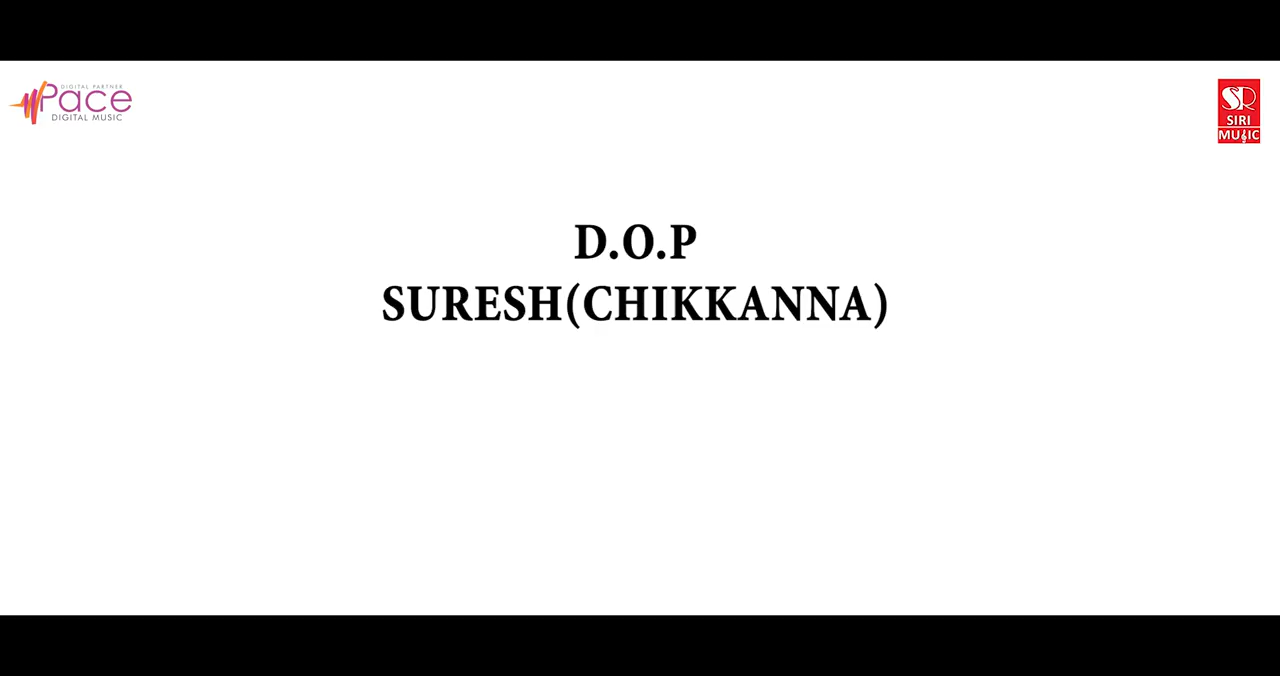 DIGITAL PARTNER
Pace
DIGITAL MUSIC
SR
SIRI
MUSIC
D.O.P
SURESH(CHIKKANNA)